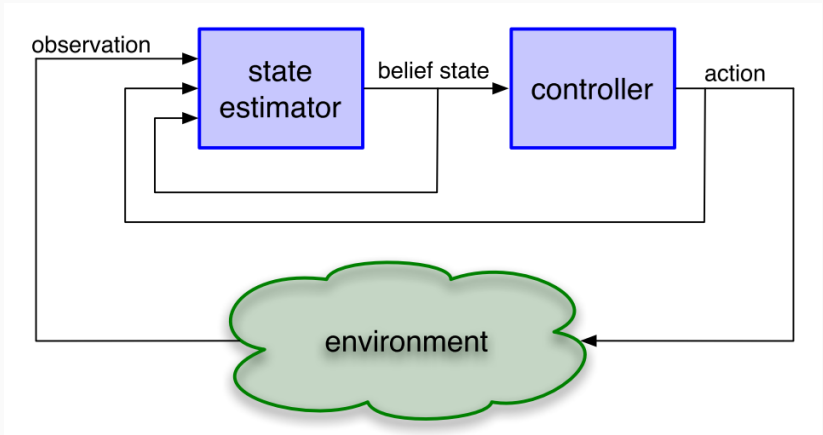 observation
state
estimator
belief state
controller
action
environment